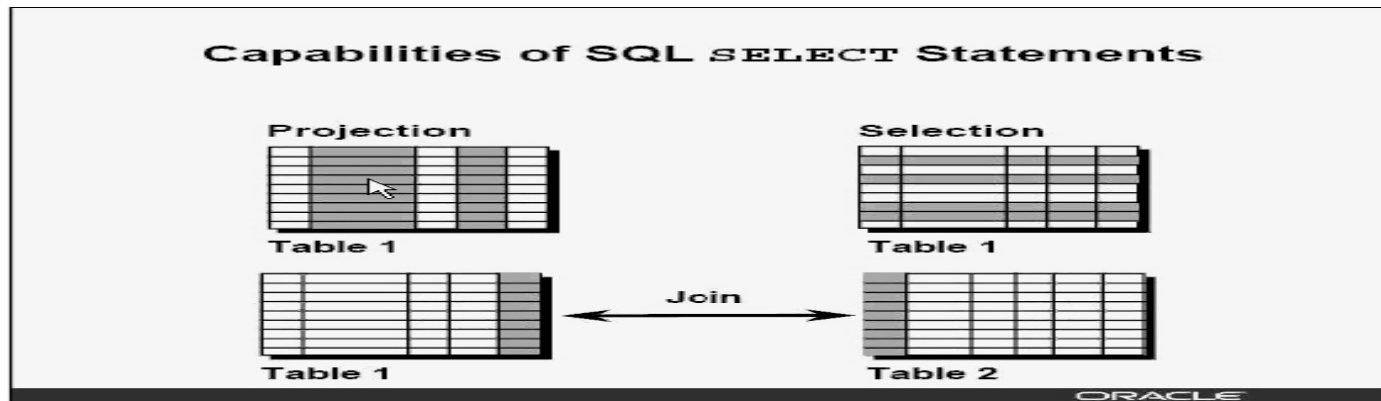 Capabilities of SQL SELECT Statements
Projection
Selection
Table 1
Table 1
Join
Table 1
Table 2
ORACLE